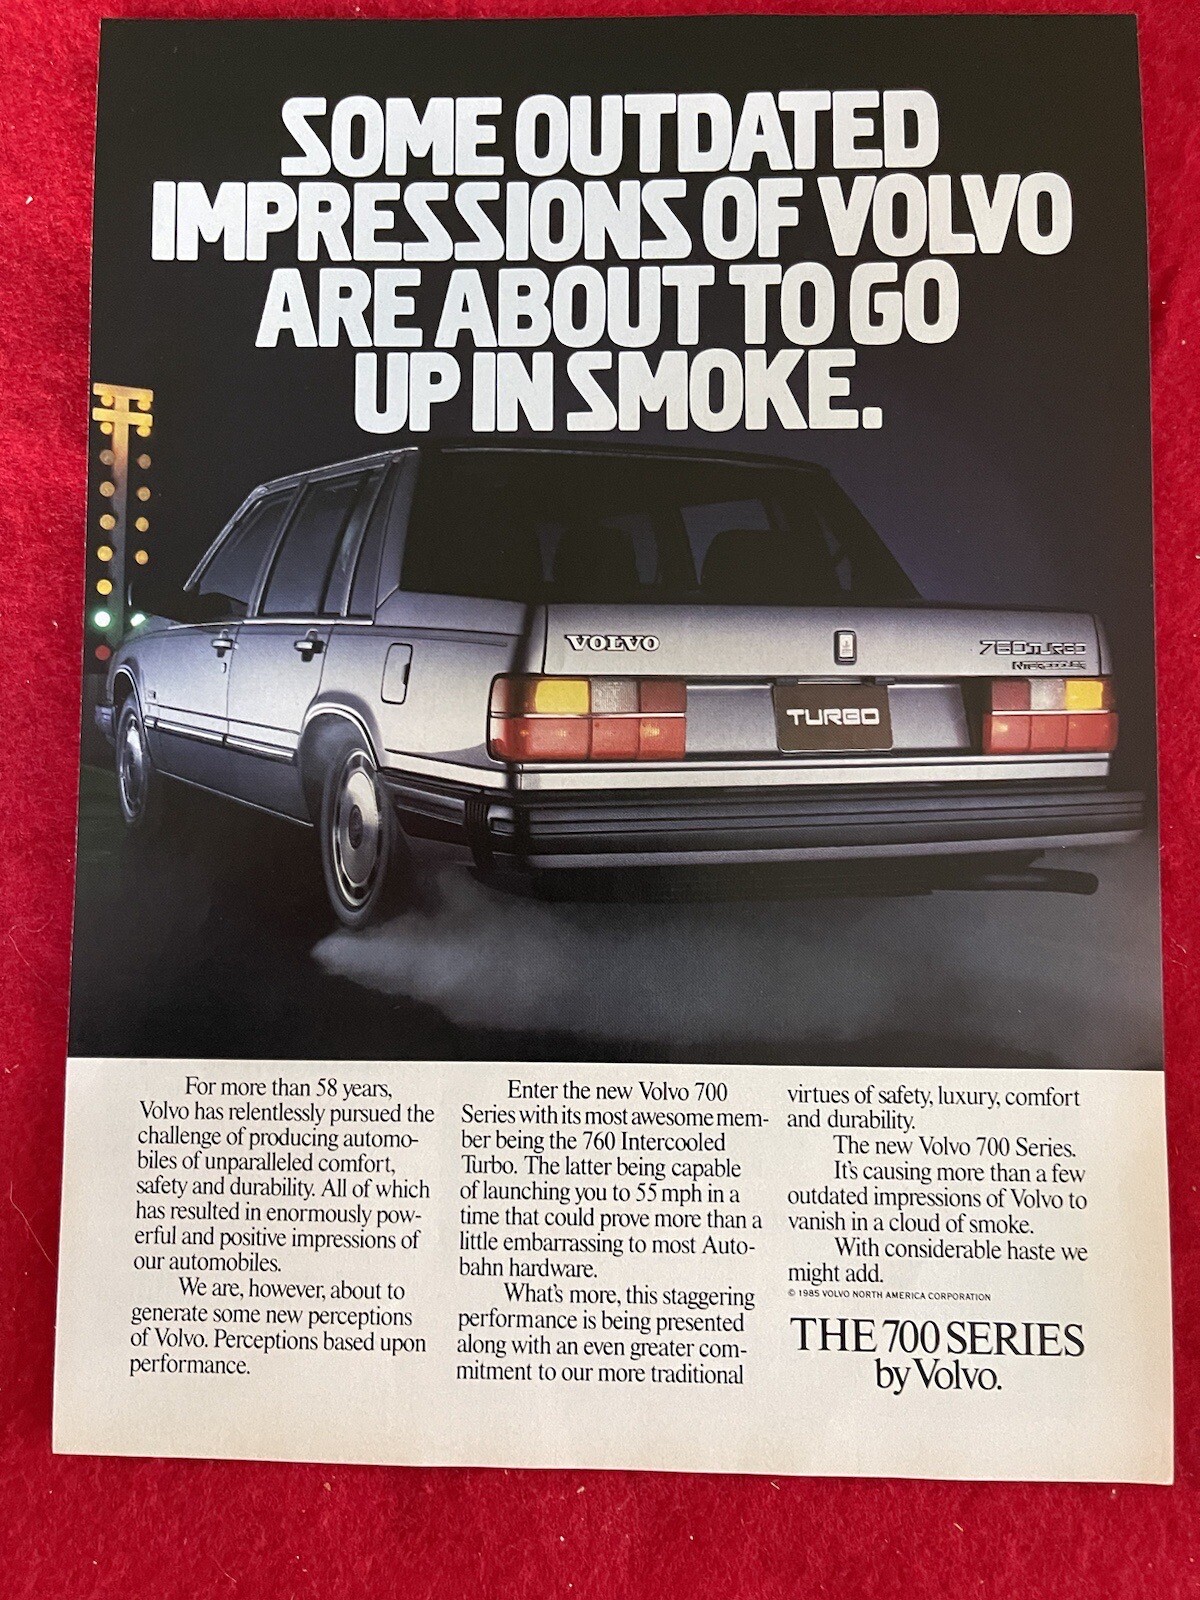 SOME OUTDATED
IMPRESSIONS OF VOLVO
ARE ABOUT TO GO
UP IN SMOKE.
VOLVO
760 TURBO
INTERCOOLER
TURBO
For more than 58 years,
Volvo has relentlessly pursued the
challenge of producing automo-
biles of unparalleled comfort,
safety and durability. All of which
has resulted in enormously pow-
erful and positive impressions of
our automobiles.
We are, however, about to
generate some new perceptions
of Volvo. Perceptions based upon
performance.
Enter the new Volvo 700
Series with its most awesome mem-
ber being the 760 Intercooled
Turbo. The latter being capable
of launching you to 55 mph in a
time that could prove more than a
little embarrassing to most Auto-
bahn hardware.
What's more, this staggering
performance is being presented
along with an even greater com-
mitment to our more traditional
virtues of safety, luxury, comfort
and durability.
The new Volvo 700 Series.
It's causing more than a few
outdated impressions of Volvo to
vanish in a cloud of smoke.
With considerable haste we
might add.
© 1985 VOLVO NORTH AMERICA CORPORATION
THE 700 SERIES
by Volvo.